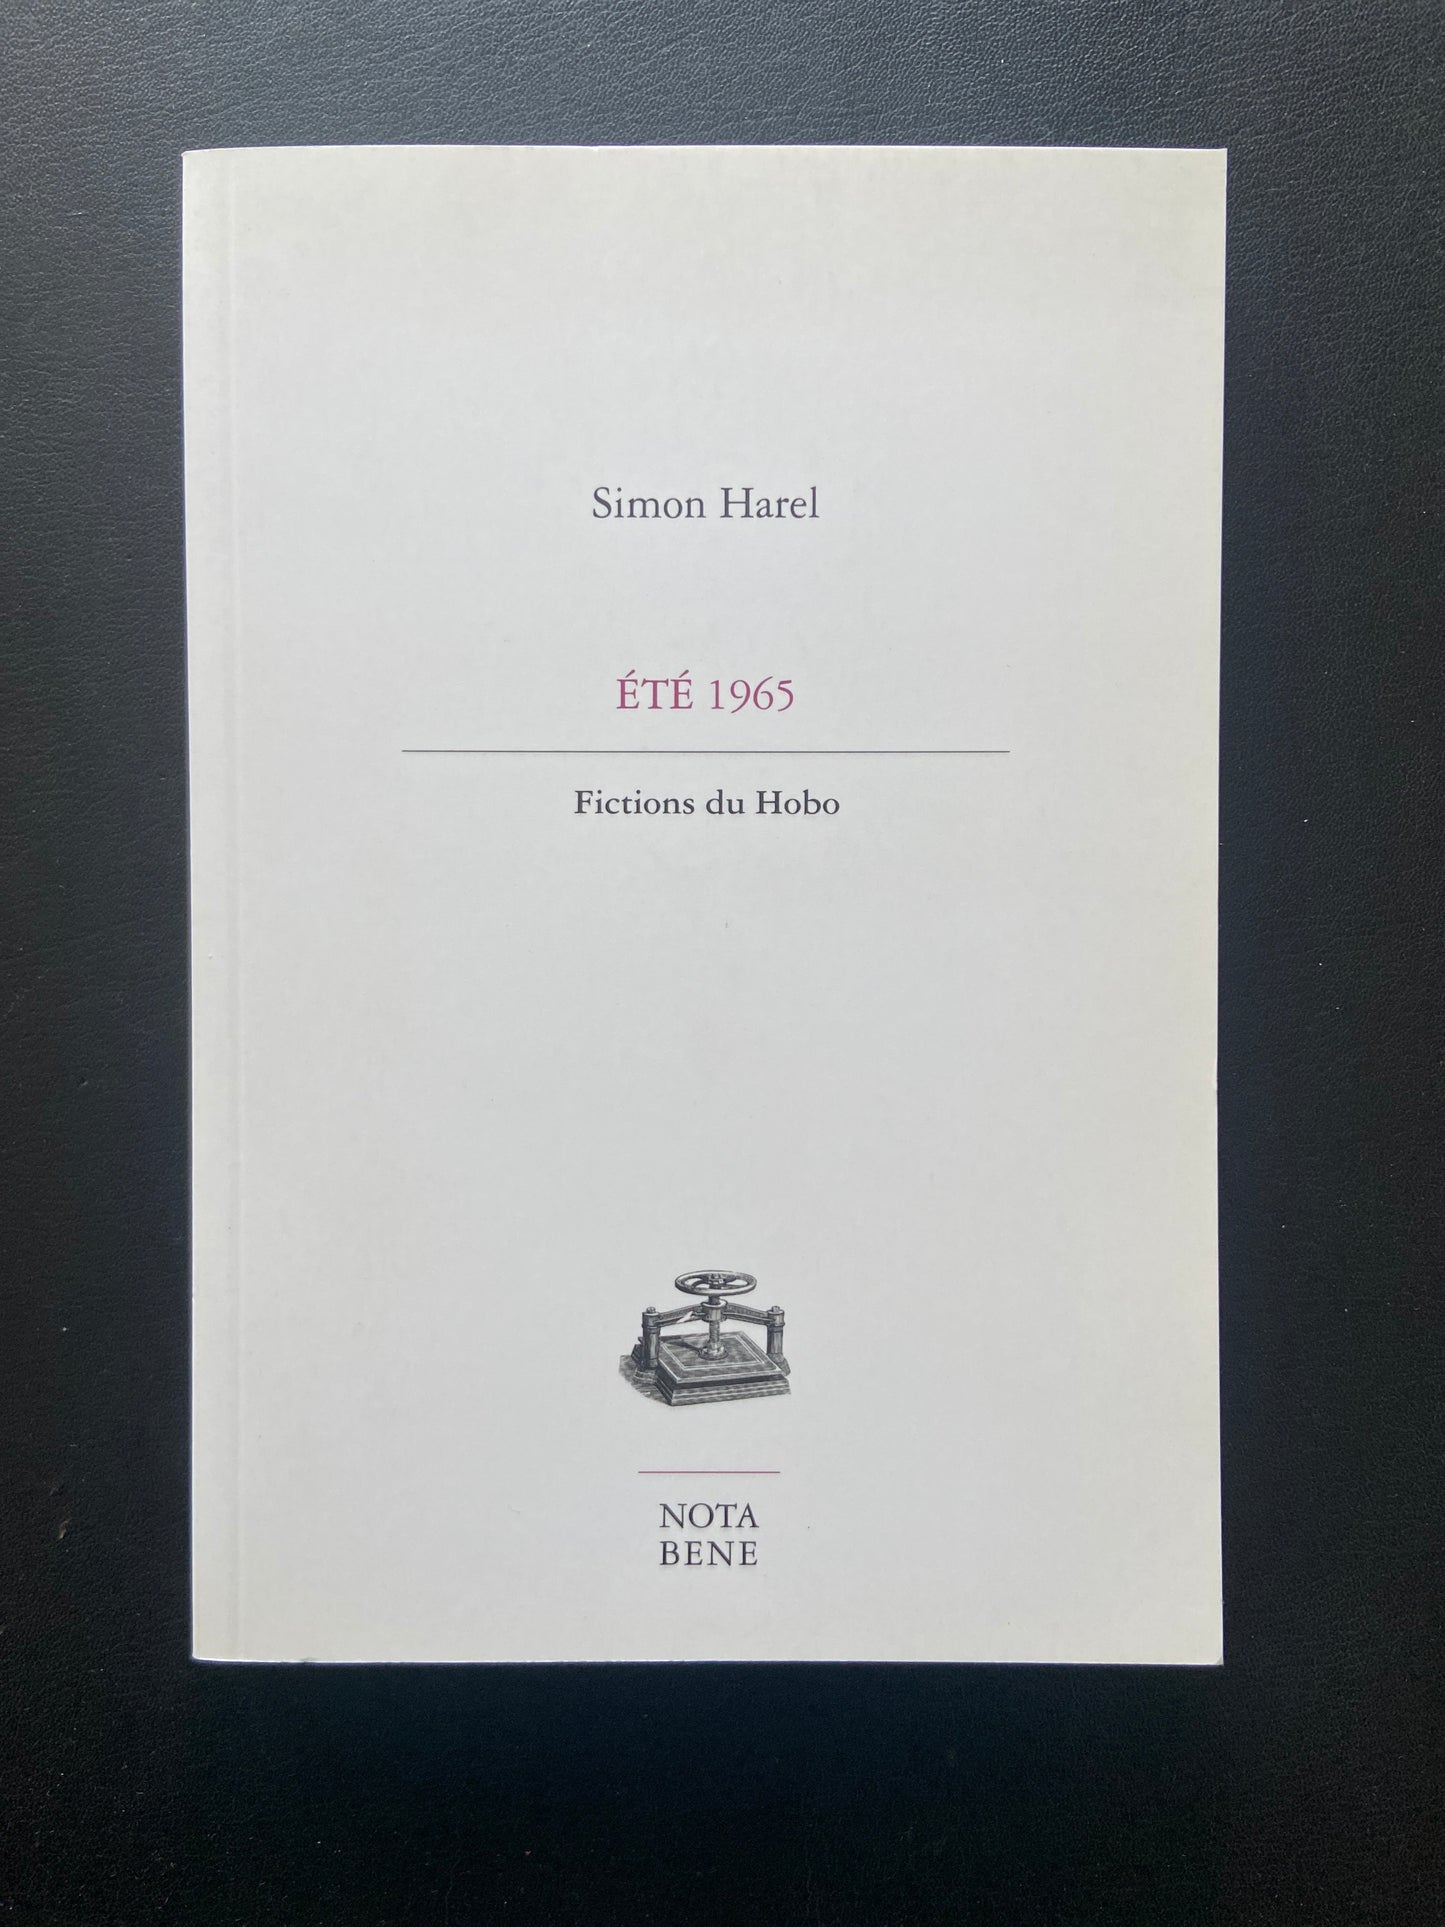 Simon Harel
ÉTÉ 1965
Fictions du Hobo
NOTA
BENE